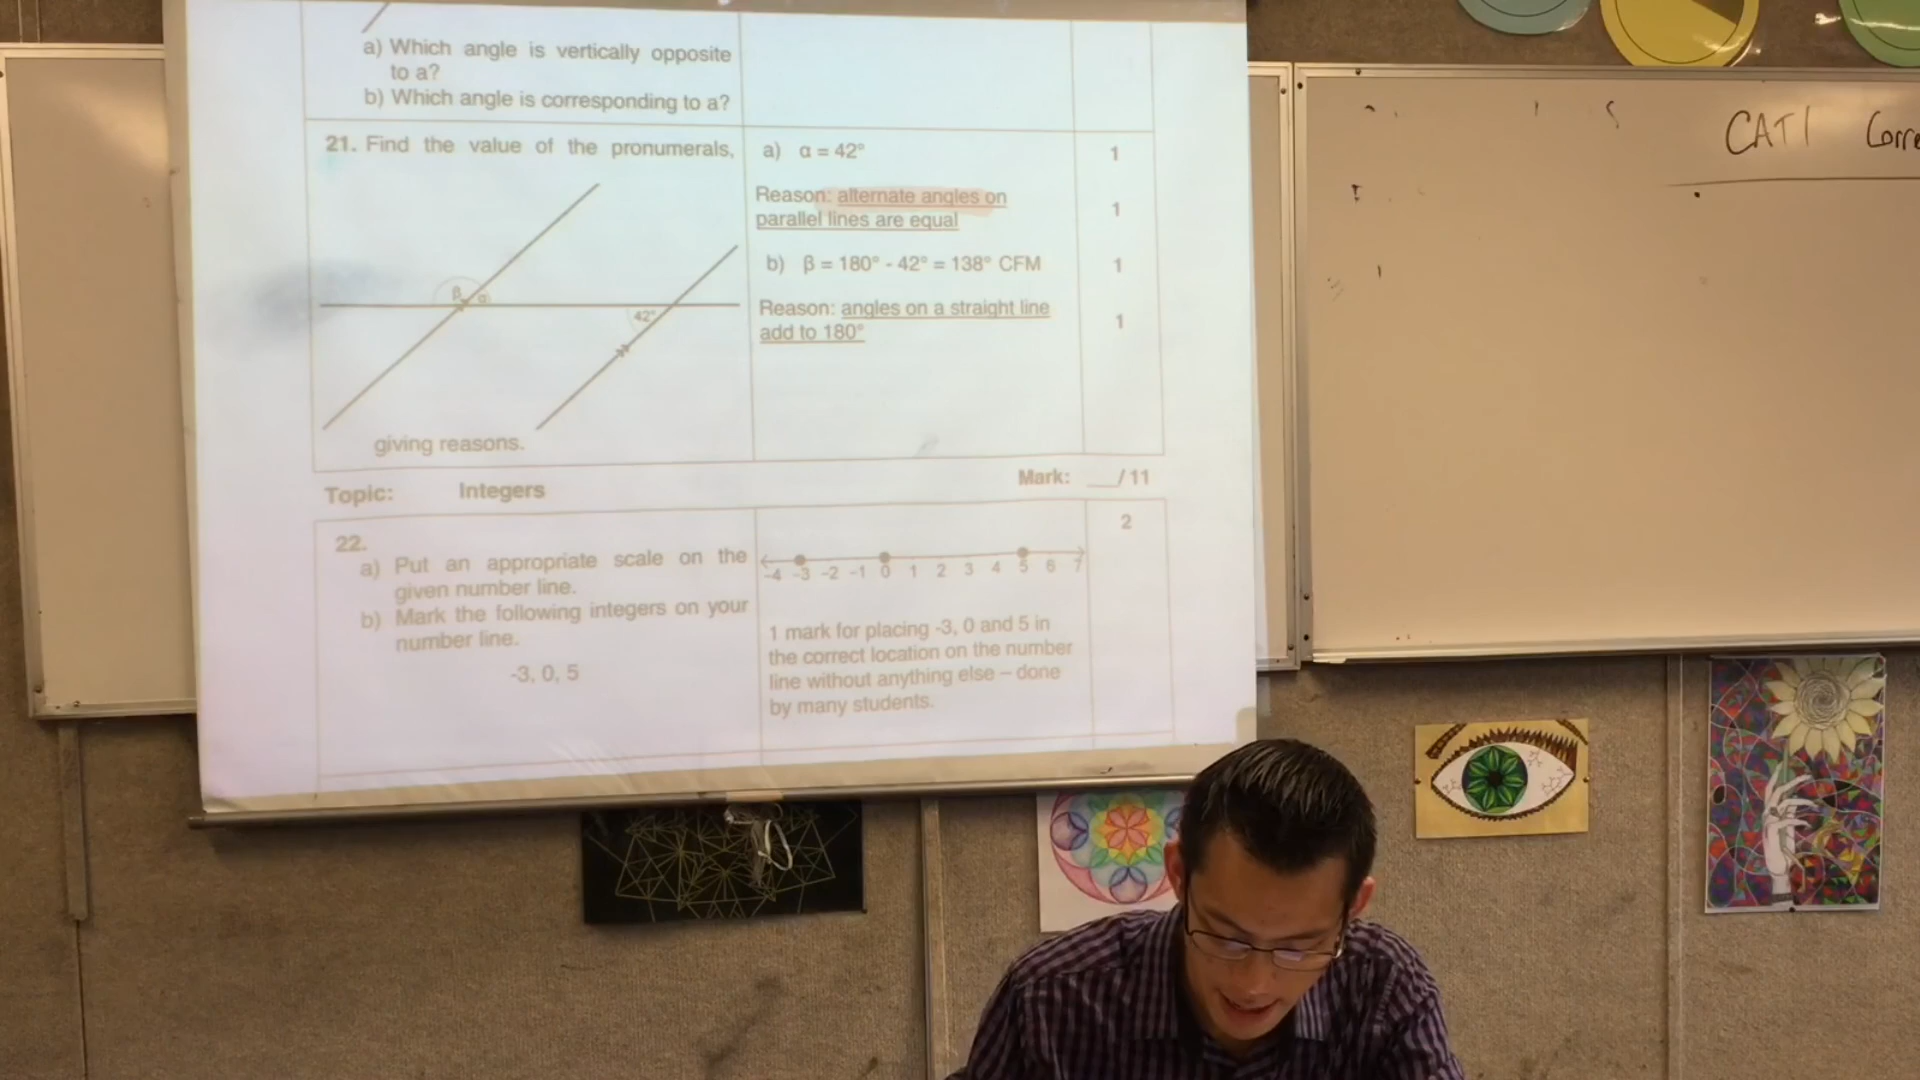 a) Which angle is vertically opposite
to a?
b) Which angle is corresponding to a?
21. Find the value of the pronumerals,
β α
42°
giving reasons.
a) α = 42°
1
Reason: alternate angles on
parallel lines are equal
1
b) β = 180° - 42° = 138° CFM
1
Reason: angles on a straight line
add to 180°
1
Topic: Integers
Mark: ___/ 11
22.
a) Put an appropriate scale on the
given number line.
b) Mark the following integers on your
number line.
-3, 0, 5
-4 -3 -2 -1 0 1 2 3 4 5 6 7
2
1 mark for placing -3, 0 and 5 in
the correct location on the number
line without anything else – done
by many students.
CAT1 Corre